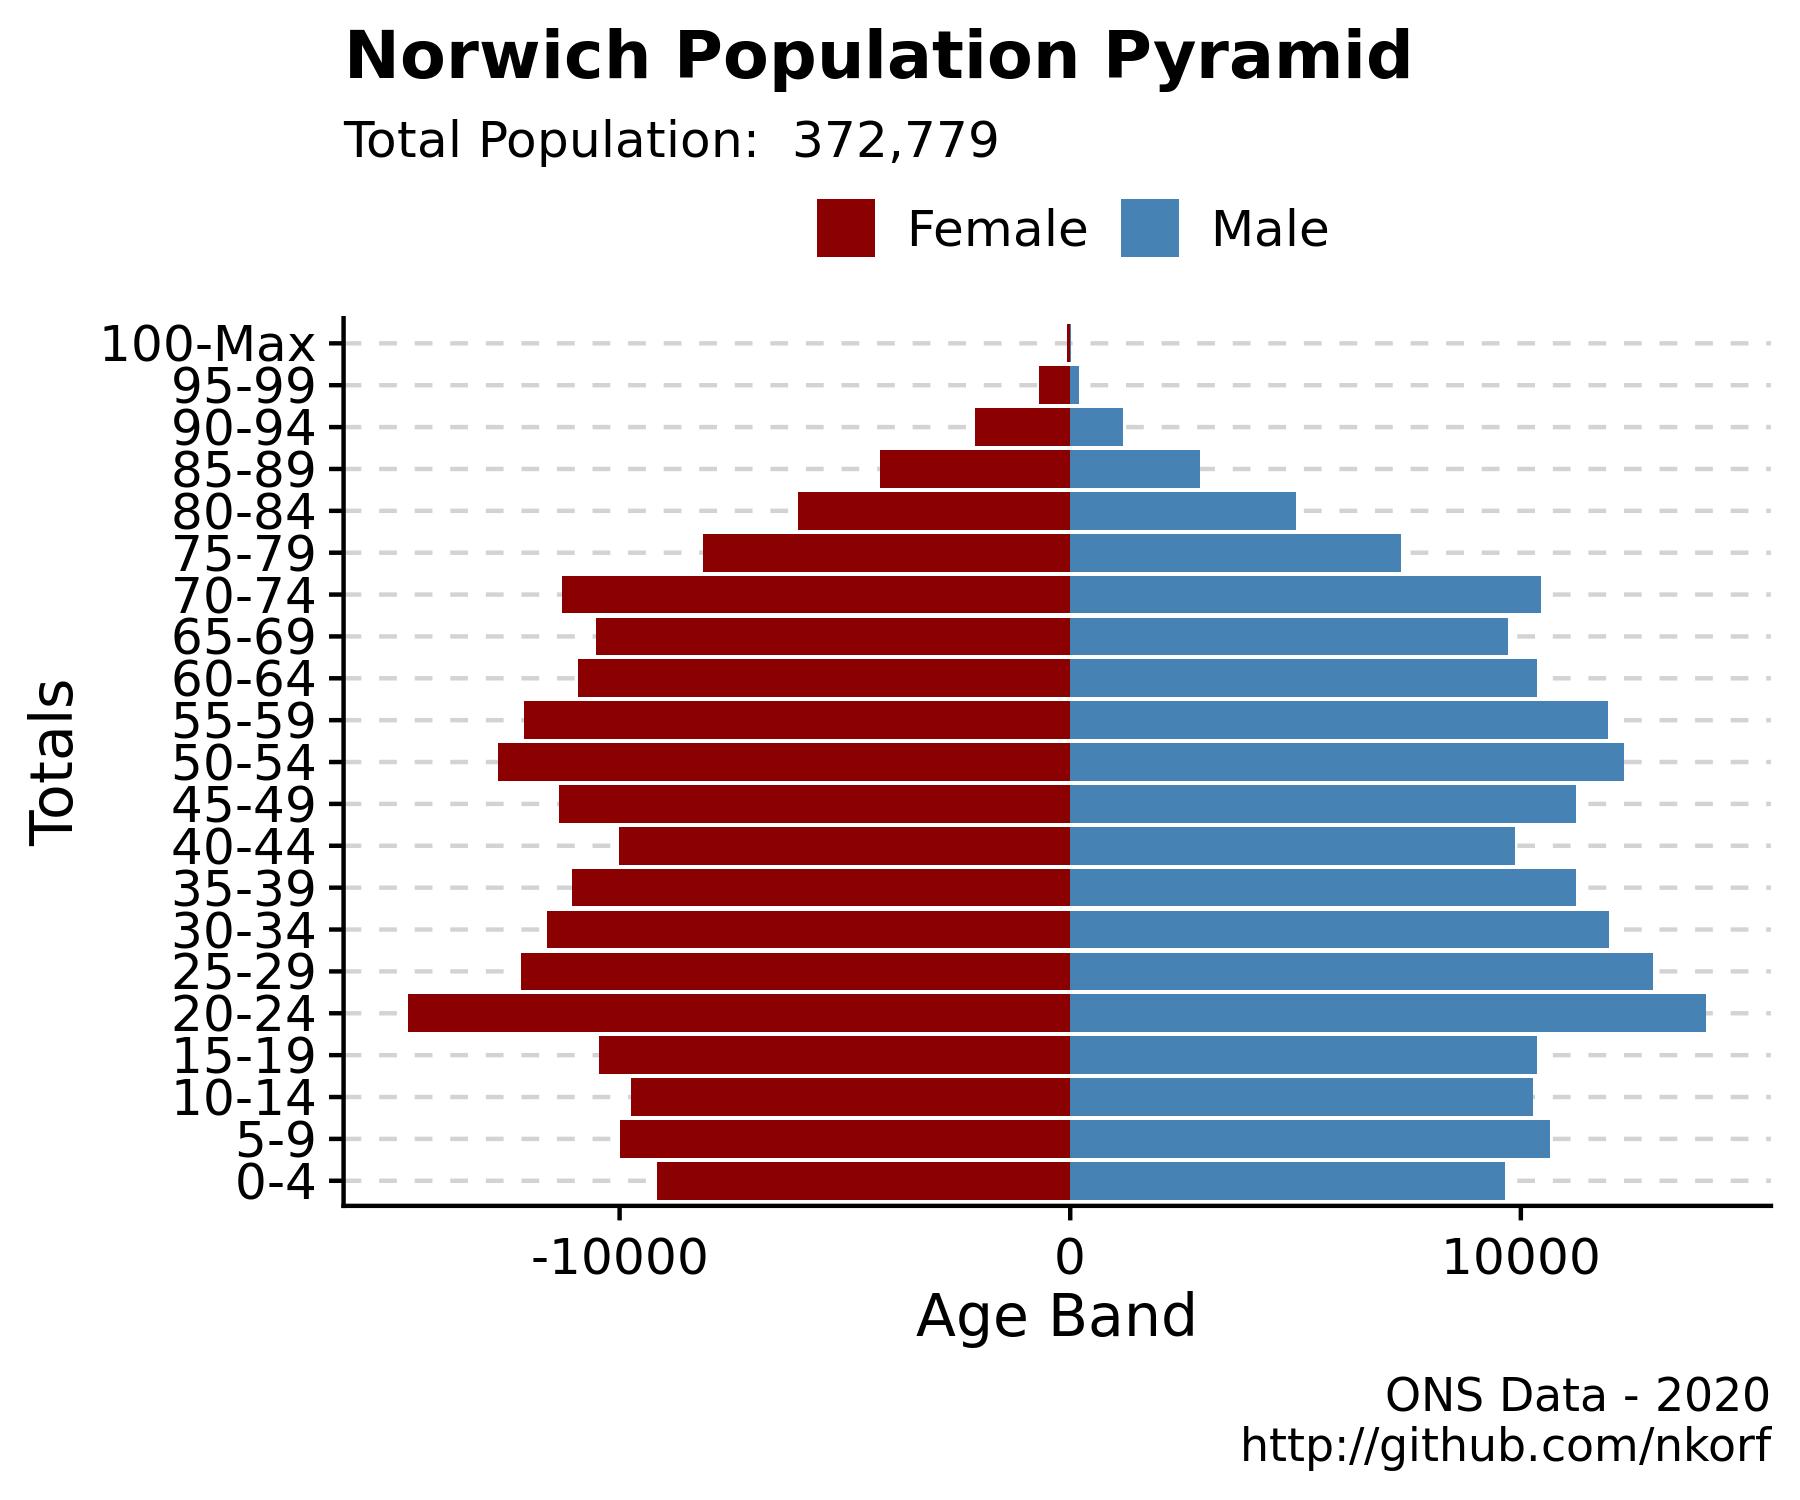 Norwich Population Pyramid
Total Population:  372,779
Female
Male
100-Max
95-99
90-94
85-89
80-84
75-79
70-74
65-69
60-64
55-59
50-54
45-49
40-44
35-39
30-34
25-29
20-24
15-19
10-14
5-9
0-4
Totals
-10000 0 10000
Age Band
ONS Data - 2020
http://github.com/nkorf